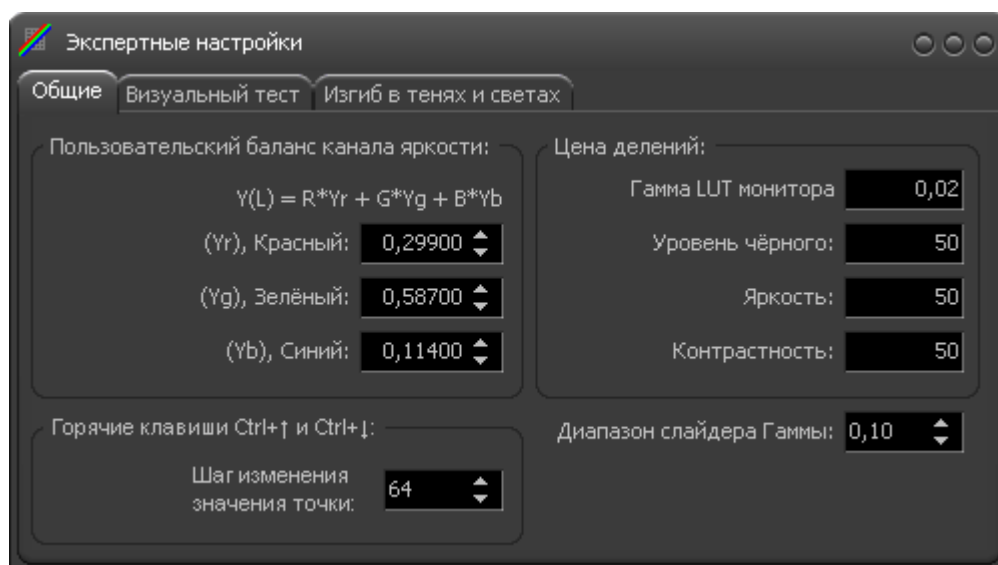 Экспертные настройки
Общие
Визуальный тест
Изгиб в тенях и светах
Пользовательский баланс канала яркости:
Y(L) = R*Yr + G*Yg + B*Yb
(Yr), Красный: 0,29900
(Yg), Зелёный: 0,58700
(Yb), Синий: 0,11400
Цена делений:
Гамма LUT монитора 0,02
Уровень чёрного: 50
Яркость: 50
Контрастность: 50
Горячие клавиши Ctrl+↑ и Ctrl+↓:
Шаг изменения
значения точки: 64
Диапазон слайдера Гаммы: 0,10